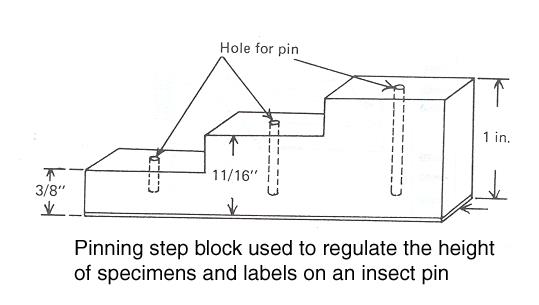 Hole for pin
1 in.
11/16"
3/8"
Pinning step block used to regulate the height
of specimens and labels on an insect pin